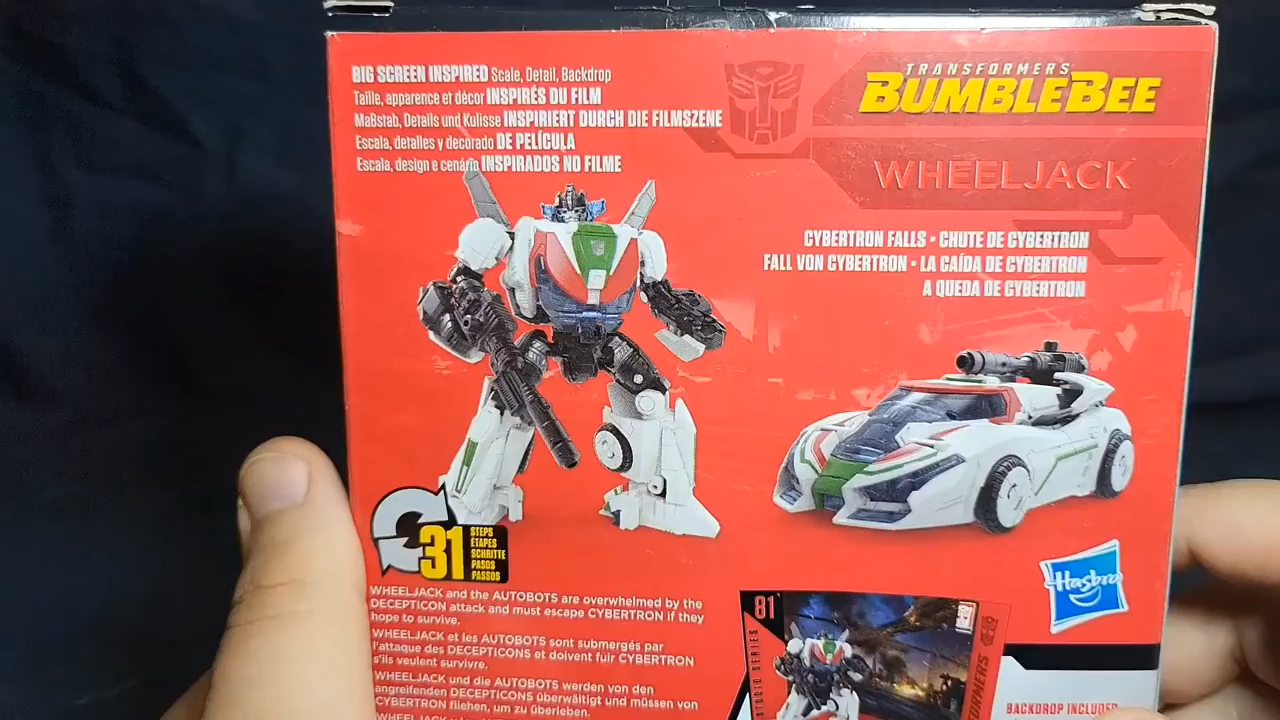 BIG SCREEN INSPIRED Scale, Detail, Backdrop
Taille, apparence et décor INSPIRÉS DU FILM
Maßstab, Details und Kulisse INSPIRIERT DURCH DIE FILMSZENE
Escala, detalles y decorado DE PELÍCULA
Escala, design e cenário INSPIRADOS NO FILME
TRANSFORMERS
BUMBLEBEE
WHEELJACK
CYBERTRON FALLS • CHUTE DE CYBERTRON
FALL VON CYBERTRON • LA CAÍDA DE CYBERTRON
A QUEDA DE CYBERTRON
31
STEPS
ÉTAPES
SCHRITTE
PASOS
PASSOS
Hasbro
WHEELJACK and the AUTOBOTS are overwhelmed by the
DECEPTICON attack and must escape CYBERTRON if they
hope to survive.
WHEELJACK et les AUTOBOTS sont submergés par
l'attaque des DECEPTICONS et doivent fuir CYBERTRON
s'ils veulent survivre.
WHEELJACK und die AUTOBOTS werden von den
angreifenden DECEPTICONS überwältigt und müssen von
CYBERTRON fliehen, um zu überleben.
WHEELJACK
81
STUDIO SERIES
BACKDROP INCLUDED